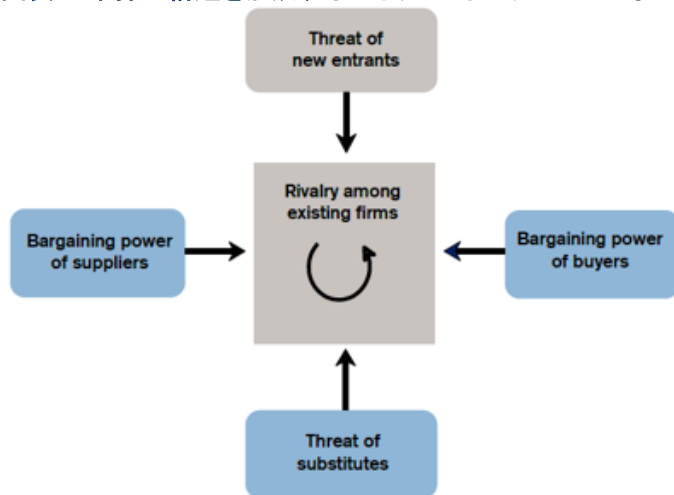 Threat of
new entrants
Rivalry among
existing firms
Bargaining power
of suppliers
Bargaining power
of buyers
Threat of
substitutes